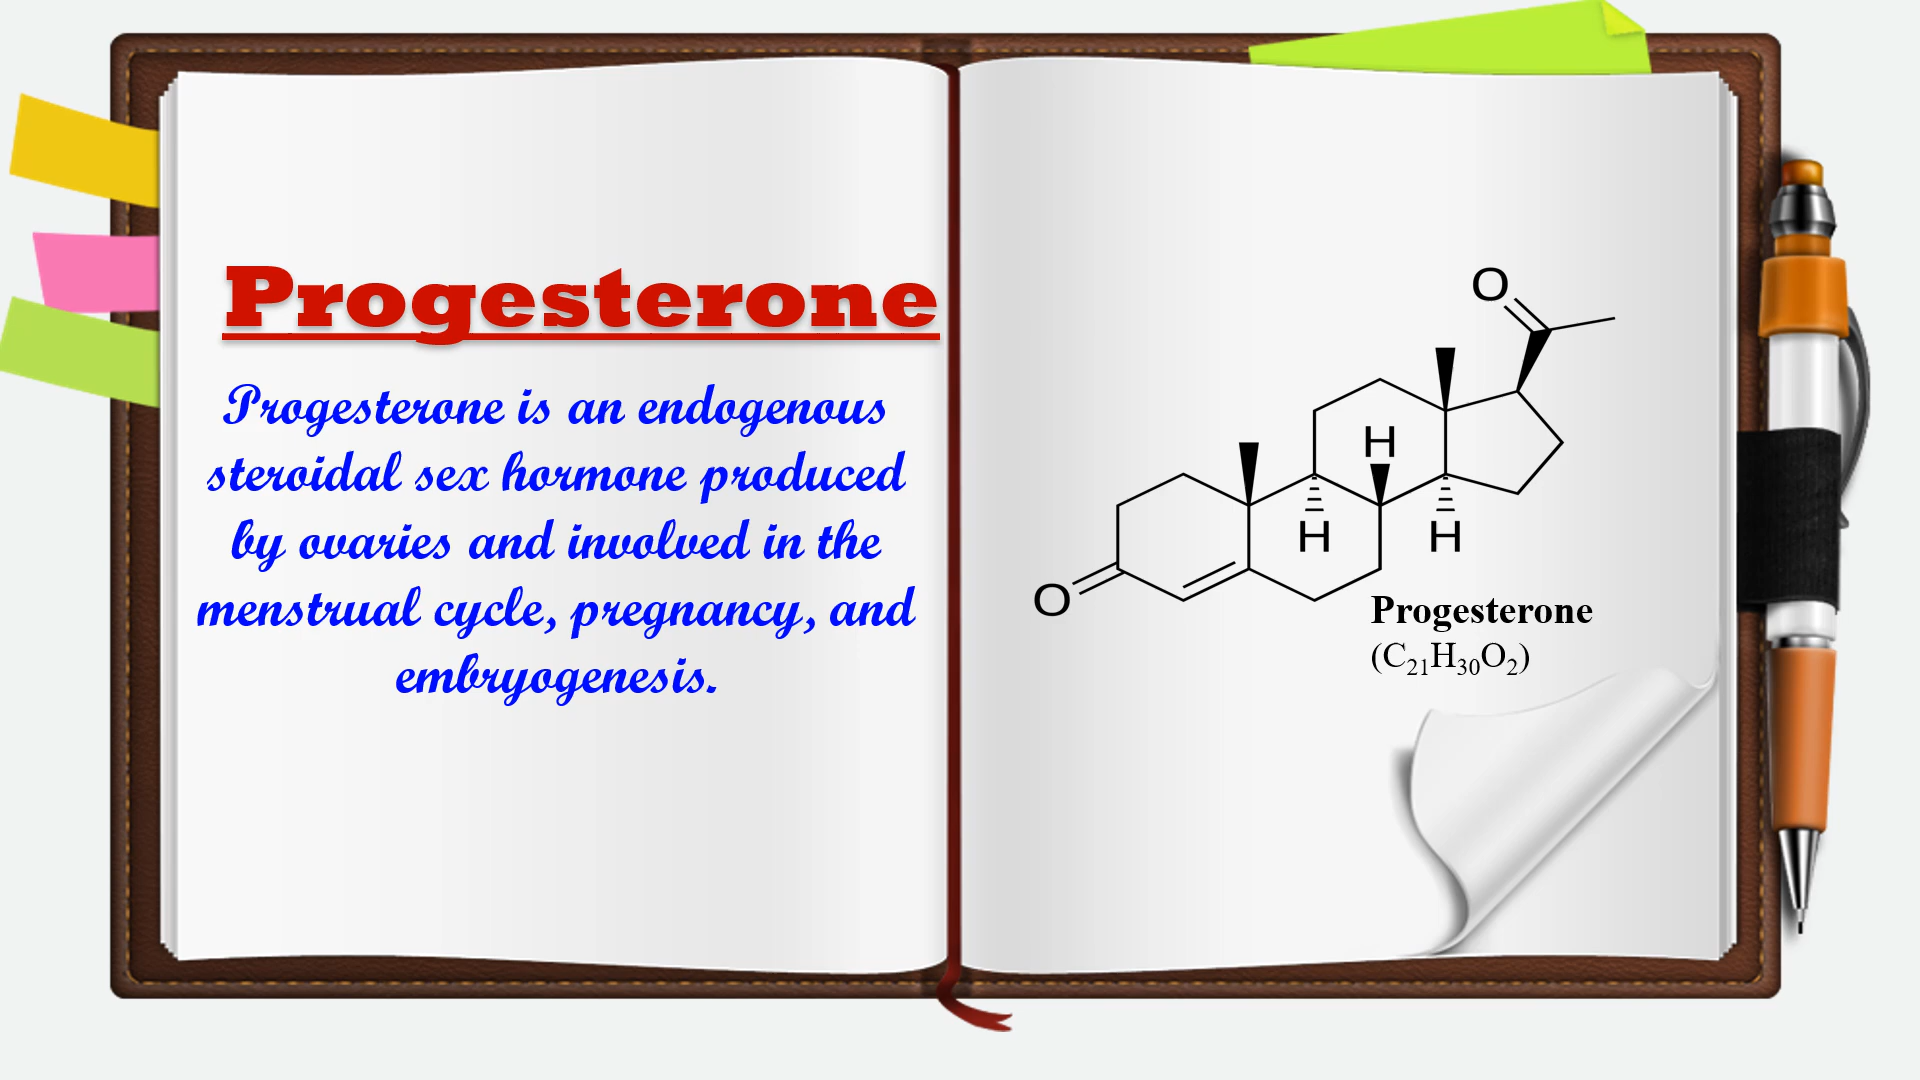 Progesterone
Progesterone is an endogenous
steroidal sex hormone produced
by ovaries and involved in the
menstrual cycle, pregnancy, and
embryogenesis.
O
H
H
H
O
Progesterone
(C₂₁H₃₀O₂)